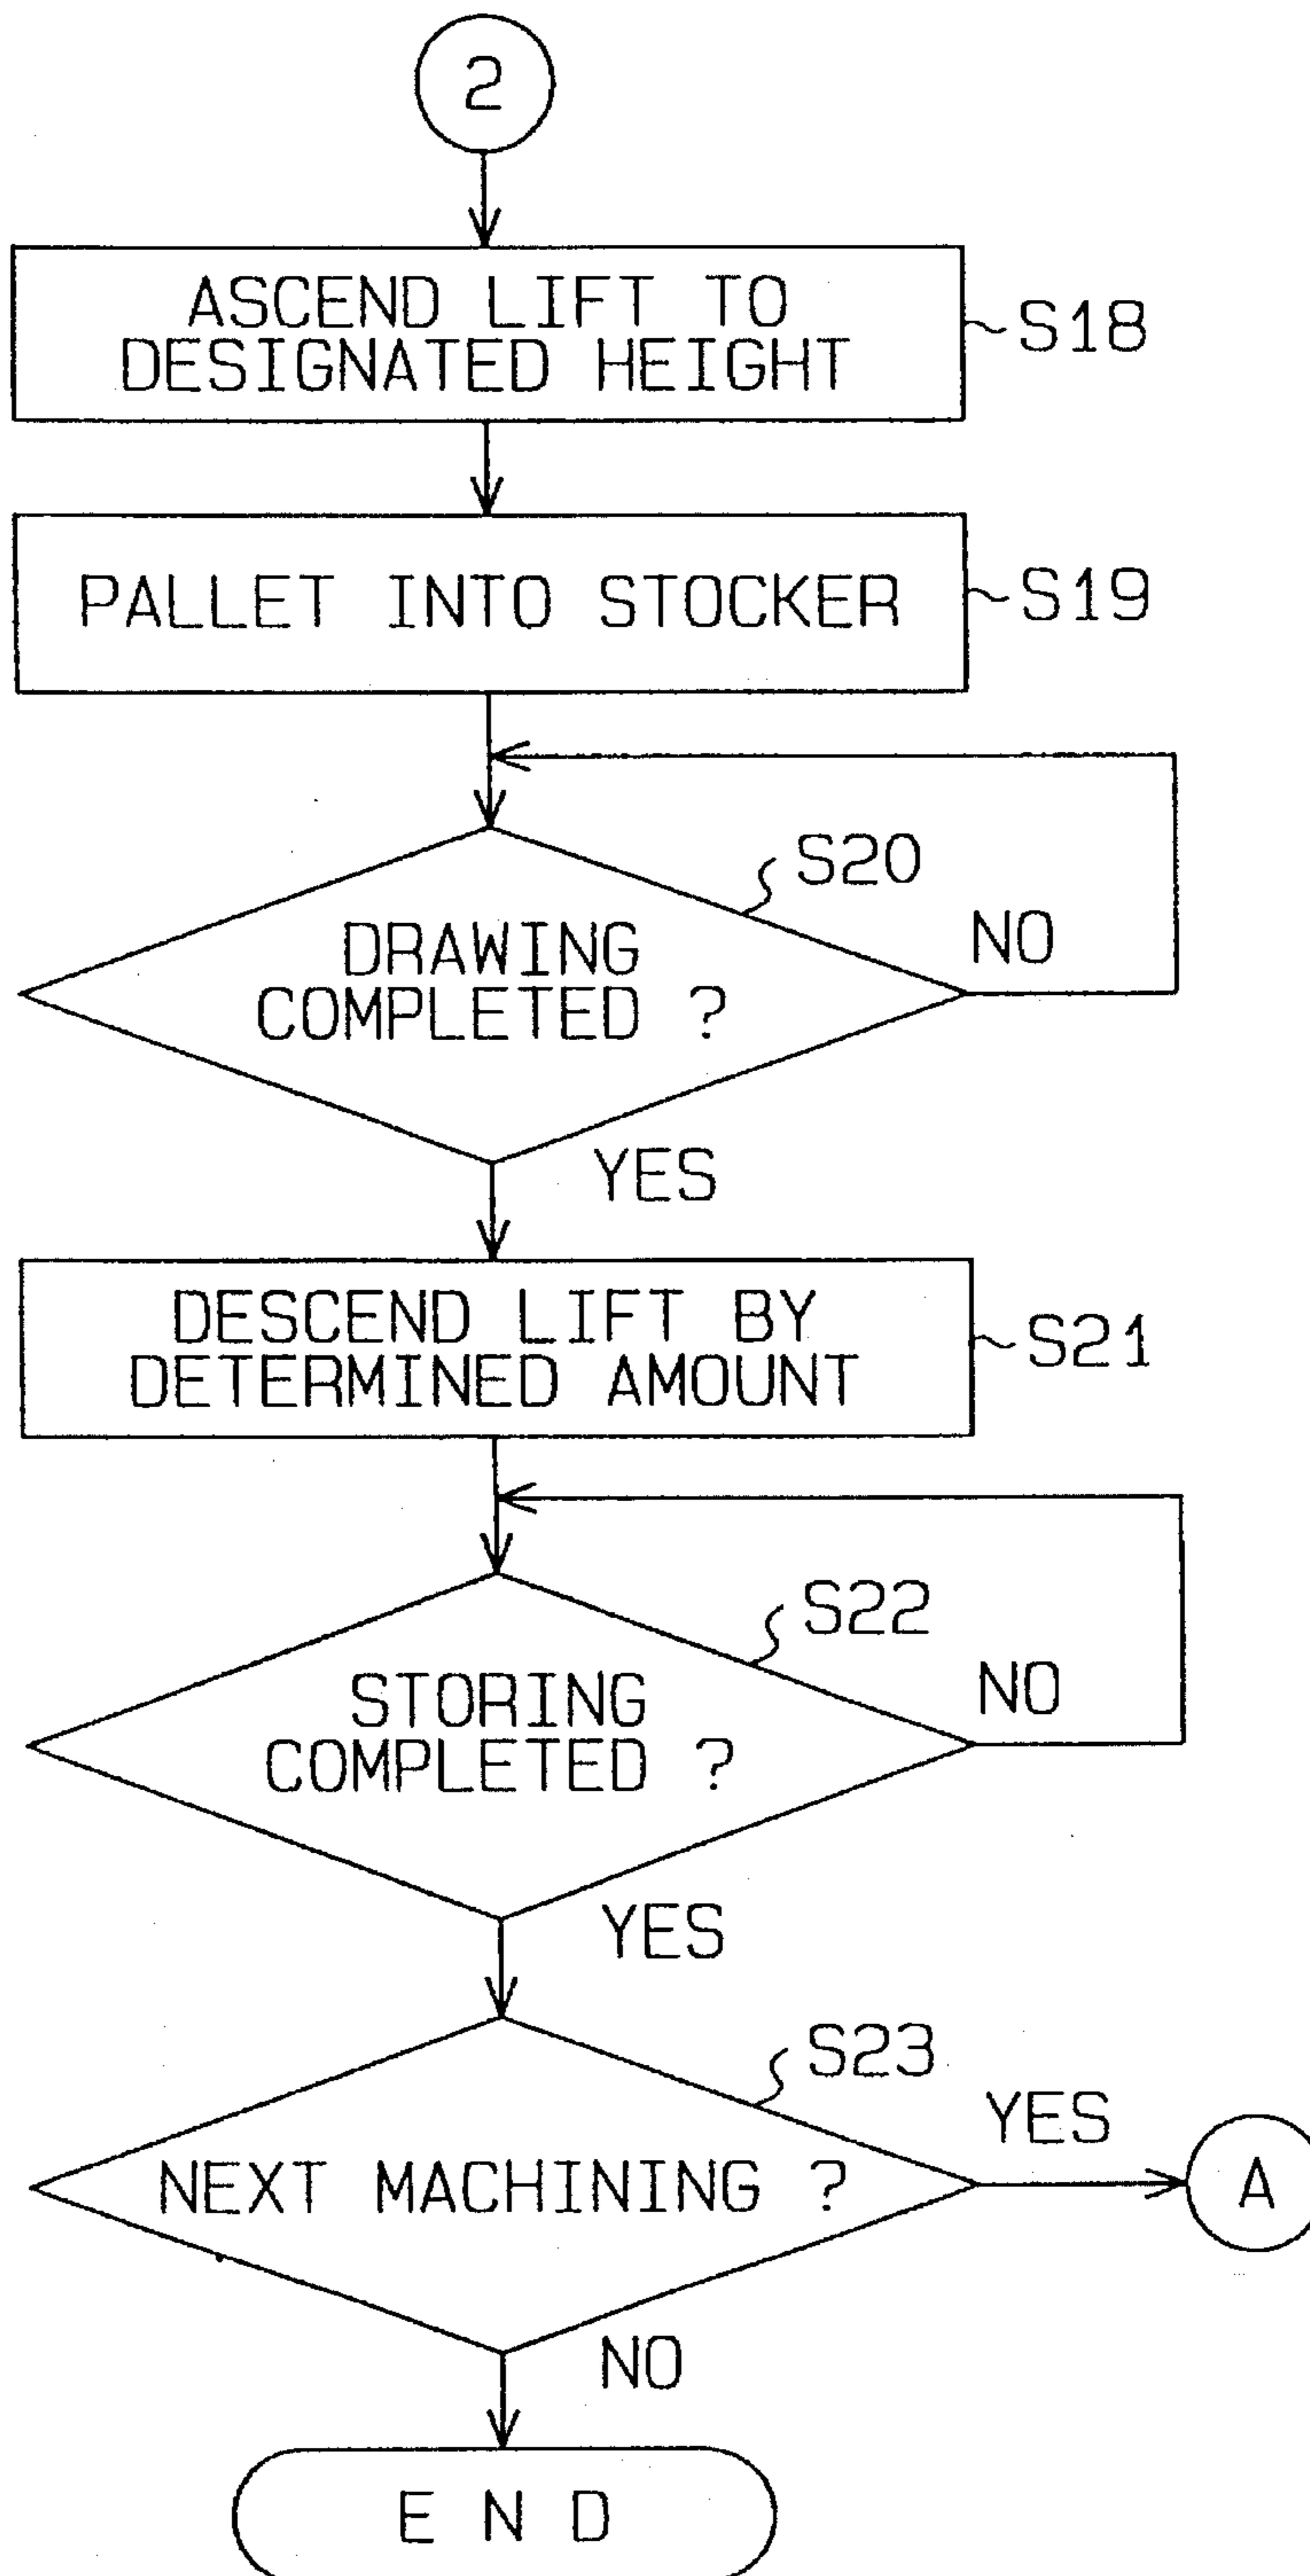 2
ASCEND LIFT TO
DESIGNATED HEIGHT
S18
PALLET INTO STOCKER
S19
S20
DRAWING
COMPLETED ?
NO
YES
DESCEND LIFT BY
DETERMINED AMOUNT
S21
S22
STORING
COMPLETED ?
NO
YES
S23
NEXT MACHINING ?
YES
A
NO
E N D